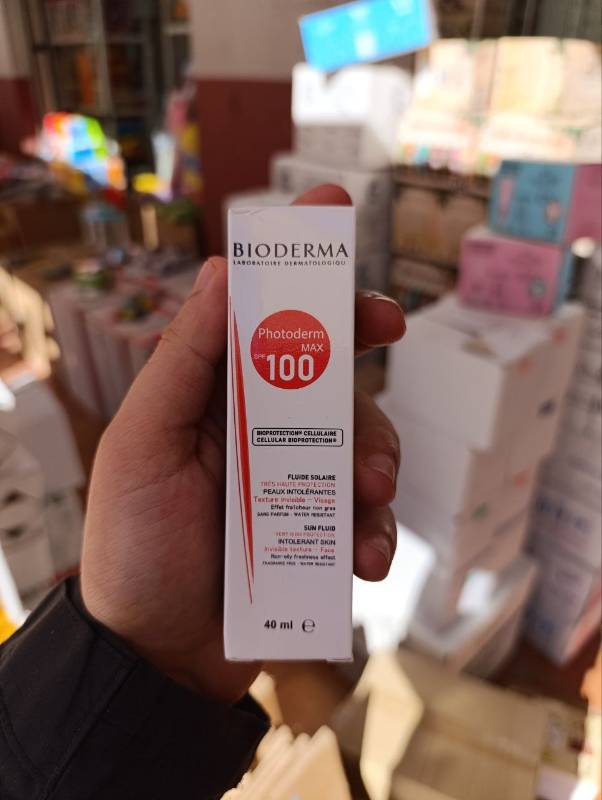 BIODERMA
LABORATOIRE DERMATOLOGIQU
Photoderm
MAX
SPF 100
BIOPROTECTION® CELLULAIRE
CELLULAR BIOPROTECTION®
FLUIDE SOLAIRE
TRÈS HAUTE PROTECTION
PEAUX INTOLÉRANTES
Texture invisible - Visage
Effet fraîcheur non gras
SANS PARFUM - WATER RESISTANT
SUN FLUID
VERY HIGH PROTECTION
INTOLERANT SKIN
Invisible texture - Face
Non-oily freshness effect
FRAGRANCE FREE - WATER RESISTANT
40 ml e